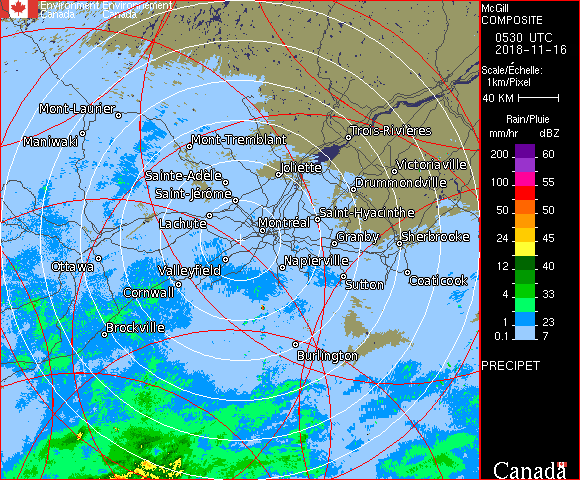 Environment Environnement
Canada Canada
McGill
COMPOSITE
0530 UTC
2018-11-16
Scale/Échelle:
1km/Pixel
40 KM
Rain/Pluie
mm/hr dBZ
200 60
100 55
50 50
24 45
12 40
4 33
1 23
0.1 7
PRECIPET
Canada
Mont-Laurier
Maniwaki
Mont-Tremblant
Trois-Rivières
Joliette
Victoriaville
Sainte-Adèle
Drummondville
Saint-Jérôme
Saint-Hyacinthe
Lachute
Montréal
Granby
Sherbrooke
Ottawa
Valleyfield
Napierville
Sutton
Coaticook
Cornwall
Brockville
Burlington